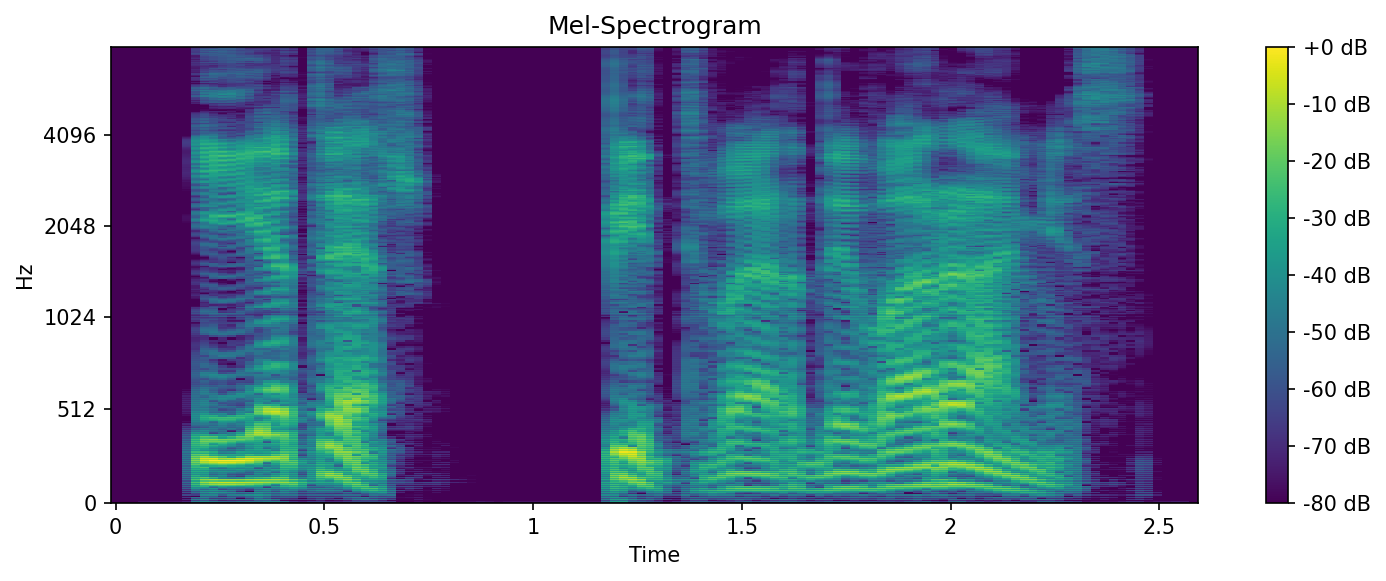 Mel-Spectrogram
Hz
4096
2048
1024
512
0
0 0.5 1 1.5 2 2.5
Time
+0 dB
-10 dB
-20 dB
-30 dB
-40 dB
-50 dB
-60 dB
-70 dB
-80 dB